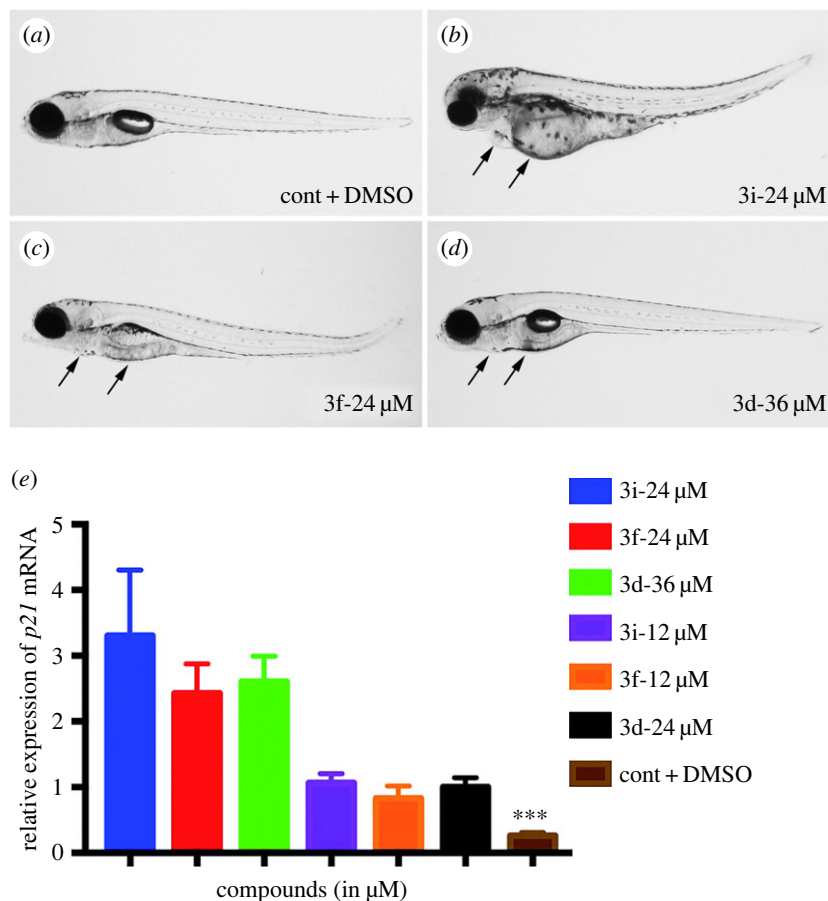 (a)
cont + DMSO
(b)
3i-24 µM
(c)
3f-24 µM
(d)
3d-36 µM
(e)
relative expression of p21 mRNA
5
4
3
2
1
0
***
compounds (in µM)
3i-24 µM
3f-24 µM
3d-36 µM
3i-12 µM
3f-12 µM
3d-24 µM
cont + DMSO